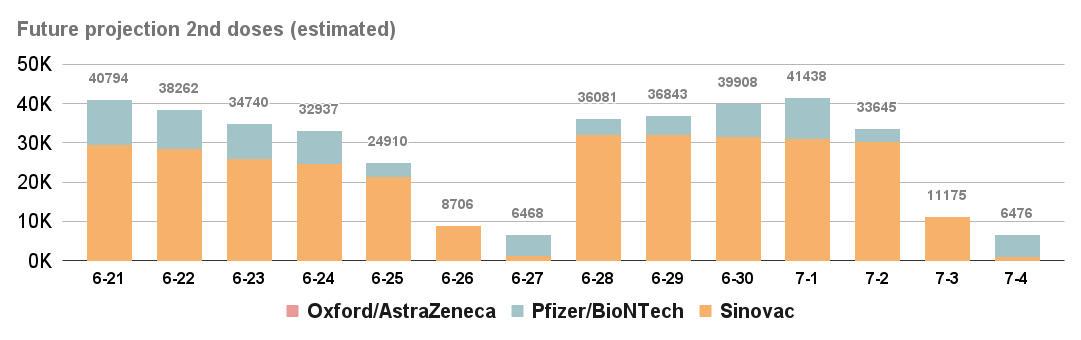 Future projection 2nd doses (estimated)
50K
40K
30K
20K
10K
0K
40794
38262
34740
32937
24910
8706
6468
36081
36843
39908
41438
33645
11175
6476
6-21 6-22 6-23 6-24 6-25 6-26 6-27 6-28 6-29 6-30 7-1 7-2 7-3 7-4
Oxford/AstraZeneca Pfizer/BioNTech Sinovac